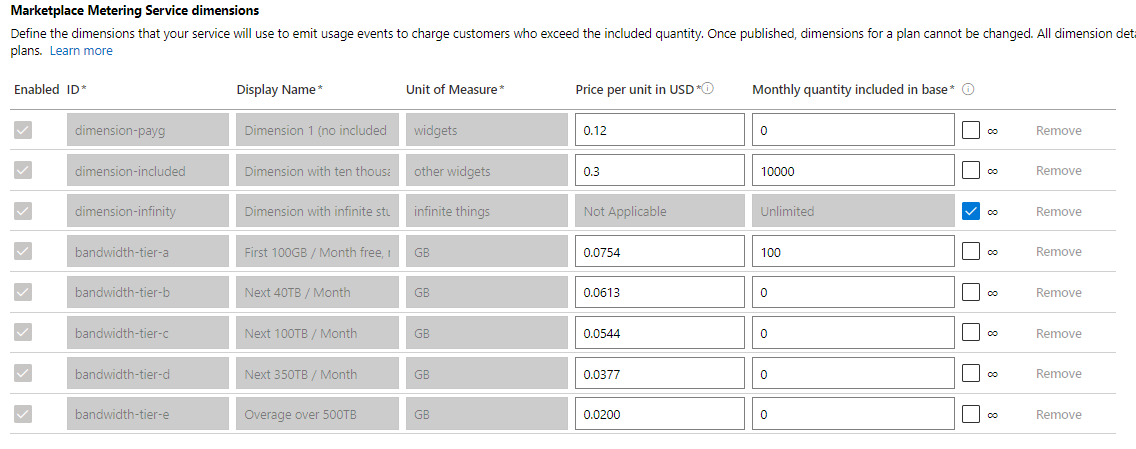 Marketplace Metering Service dimensions
Define the dimensions that your service will use to emit usage events to charge customers who exceed the included quantity. Once published, dimensions for a plan cannot be changed. All dimension deta
plans. Learn more
Enabled ID* Display Name* Unit of Measure* Price per unit in USD* Monthly quantity included in base*
dimension-payg Dimension 1 (no included widgets 0.12 0 ∞ Remove
dimension-included Dimension with ten thousa other widgets 0.3 10000 ∞ Remove
dimension-infinity Dimension with infinite stu infinite things Not Applicable Unlimited ∞ Remove
bandwidth-tier-a First 100GB / Month free, GB 0.0754 100 ∞ Remove
bandwidth-tier-b Next 40TB / Month GB 0.0613 0 ∞ Remove
bandwidth-tier-c Next 100TB / Month GB 0.0544 0 ∞ Remove
bandwidth-tier-d Next 350TB / Month GB 0.0377 0 ∞ Remove
bandwidth-tier-e Overage over 500TB GB 0.0200 0 ∞ Remove